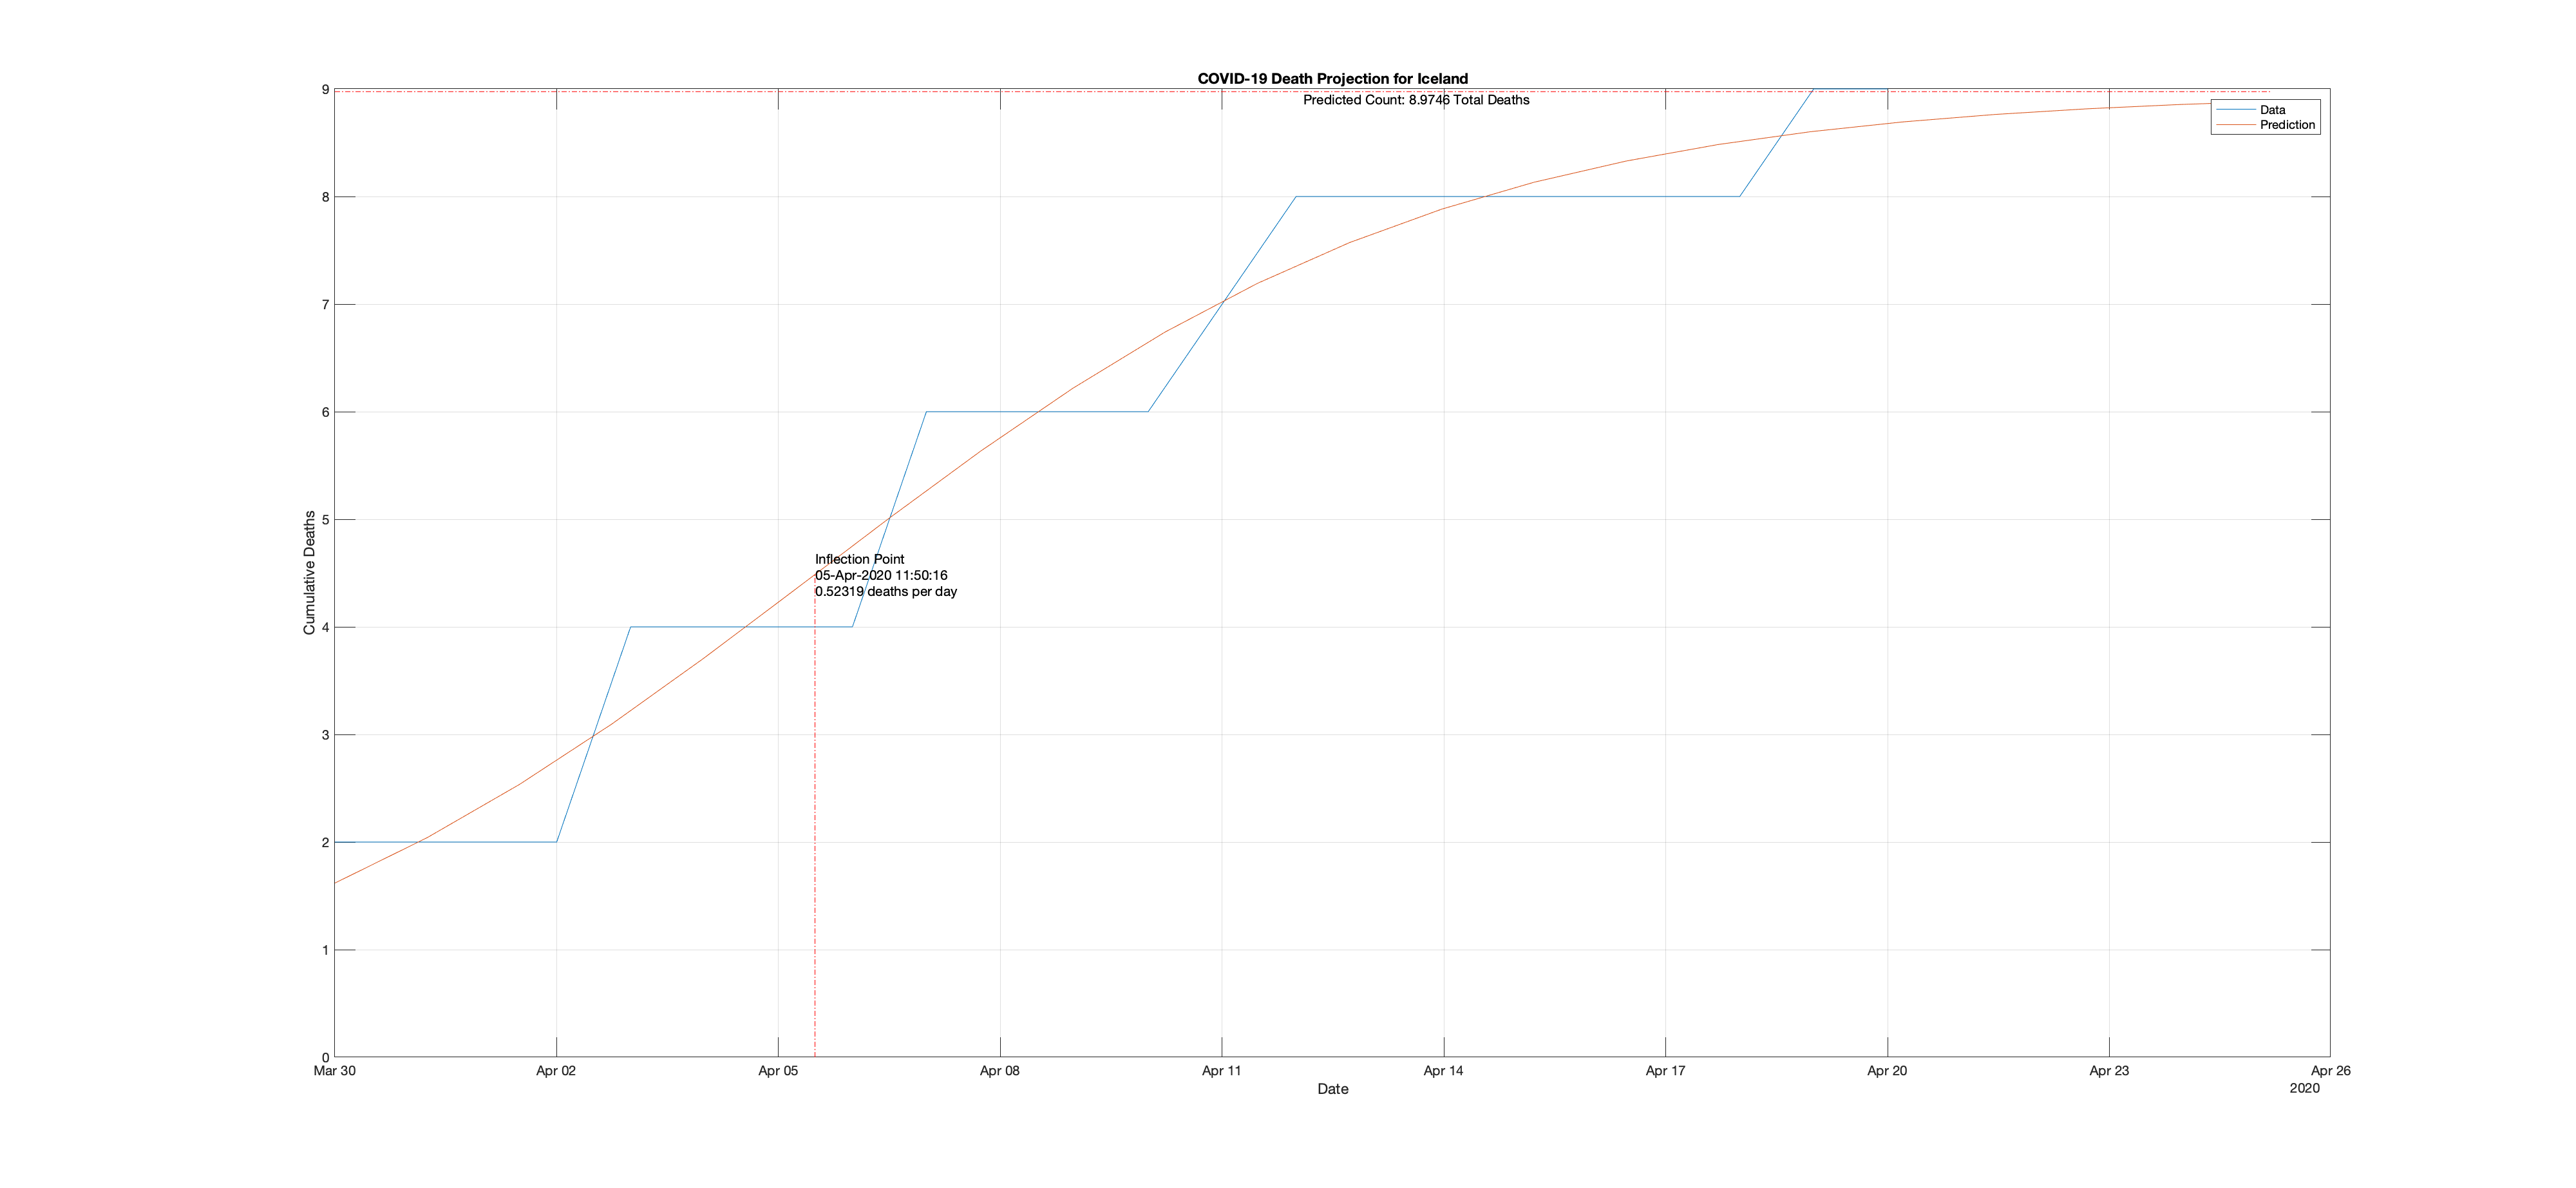 COVID-19 Death Projection for Iceland
Predicted Count: 8.9746 Total Deaths
Data
Prediction
9
8
7
6
5
4
3
2
1
0
Cumulative Deaths
Inflection Point
05-Apr-2020 11:50:16
0.52319 deaths per day
Mar 30 Apr 02 Apr 05 Apr 08 Apr 11 Apr 14 Apr 17 Apr 20 Apr 23 Apr 26
2020
Date